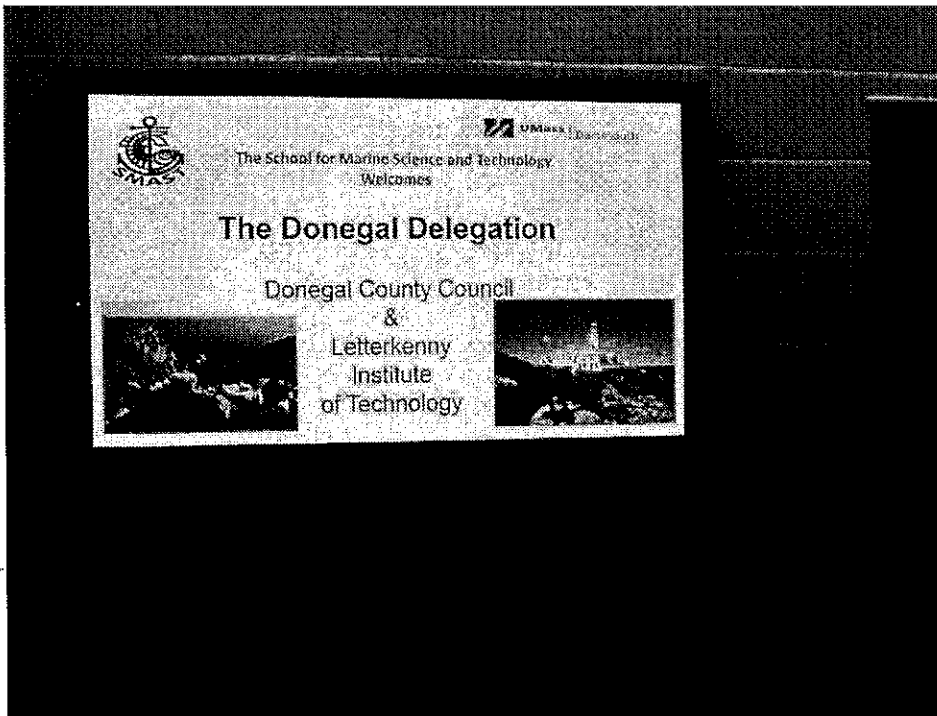 SMAST
UMass Dartmouth
The School for Marine Science and Technology
Welcomes
The Donegal Delegation
Donegal County Council
&
Letterkenny
Institute
of Technology